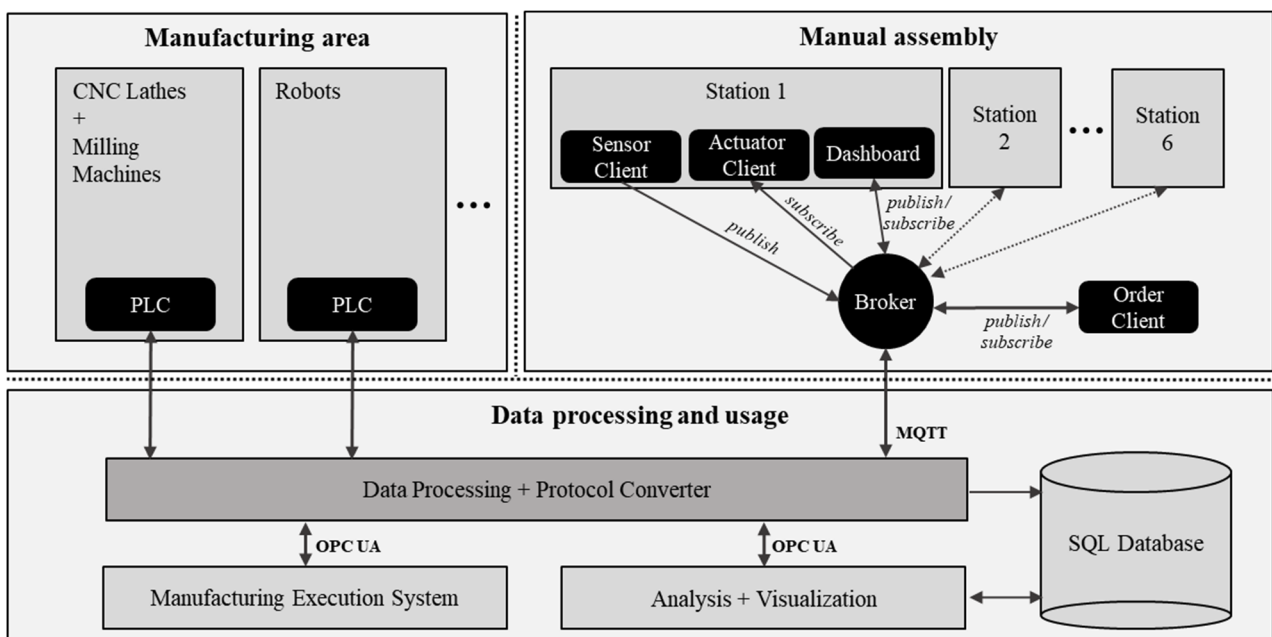 Manufacturing area
CNC Lathes
+
Milling
Machines
PLC
Robots
PLC
...
Manual assembly
Station 1
Sensor
Client
Actuator
Client
Dashboard
Station
2
...
Station
6
publish
subscribe
publish/
subscribe
Broker
publish/
subscribe
Order
Client
Data processing and usage
MQTT
Data Processing + Protocol Converter
OPC UA
OPC UA
Manufacturing Execution System
Analysis + Visualization
SQL Database